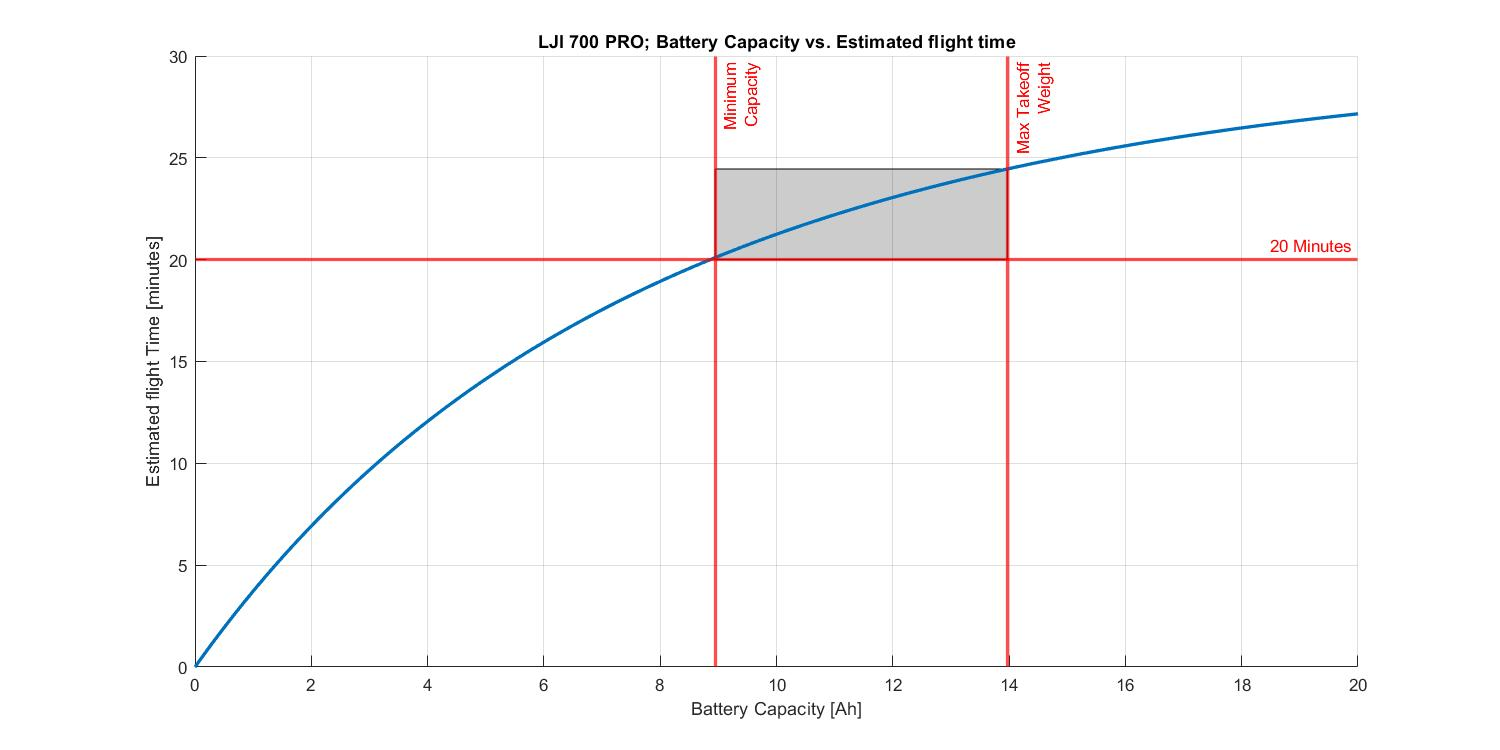 LJI 700 PRO; Battery Capacity vs. Estimated flight time
30
25
20
15
10
5
0
Estimated flight Time [minutes]
Minimum
Capacity
Max Takeoff
Weight
20 Minutes
0 2 4 6 8 10 12 14 16 18 20
Battery Capacity [Ah]